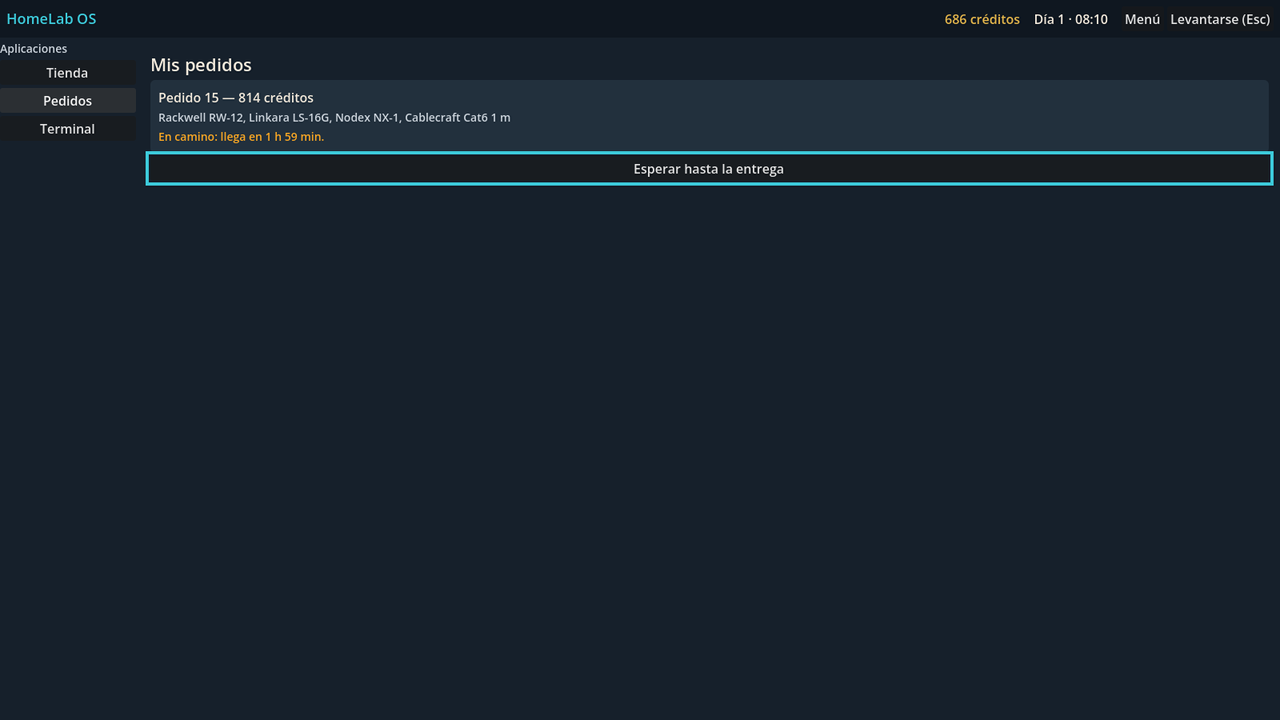 HomeLab OS
686 créditos Día 1 · 08:10 Menú Levantarse (Esc)
Aplicaciones
Tienda
Pedidos
Terminal
Mis pedidos
Pedido 15 — 814 créditos
Rackwell RW-12, Linkara LS-16G, Nodex NX-1, Cablecraft Cat6 1 m
En camino: llega en 1 h 59 min.
Esperar hasta la entrega